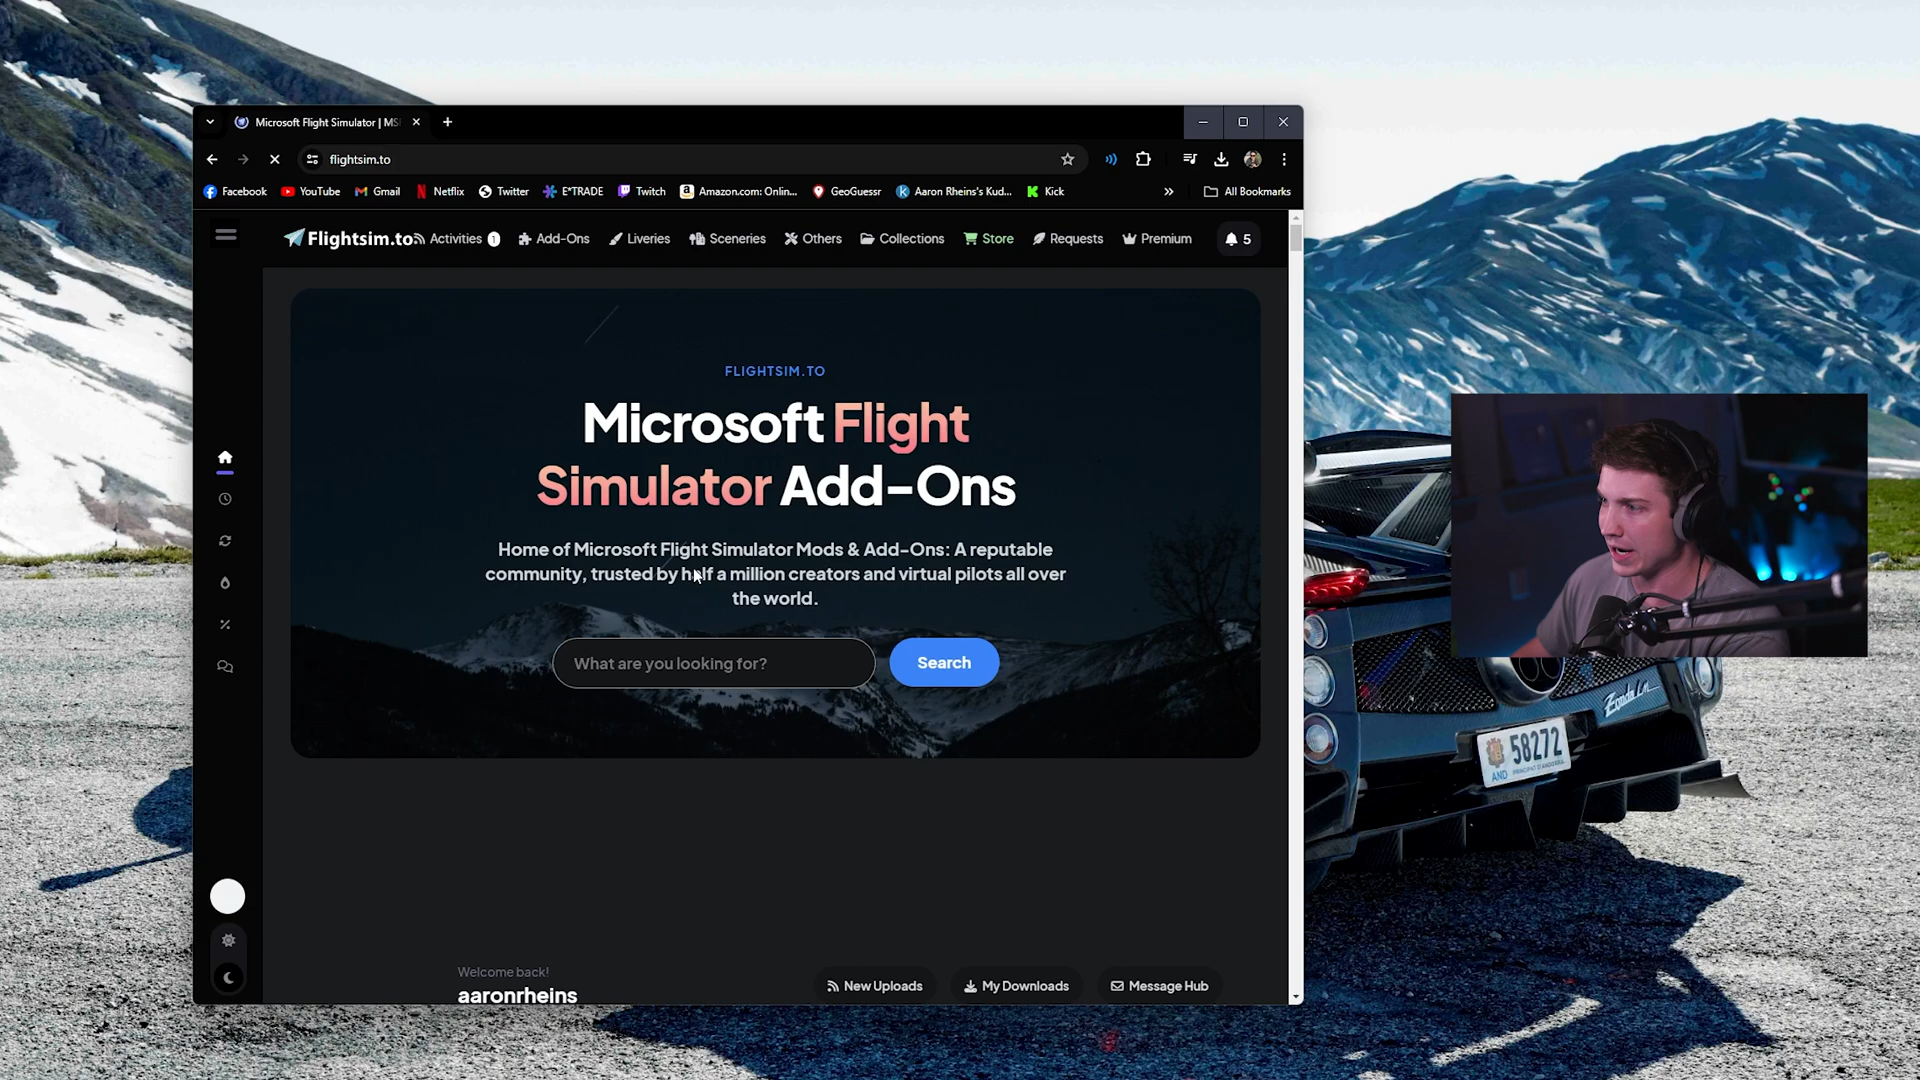 Microsoft Flight Simulator | MS
flightsim.to
Facebook YouTube Gmail Netflix Twitter E*TRADE Twitch Amazon.com: Onlin... GeoGuessr Aaron Rheins's Kud... Kick » All Bookmarks
Flightsim.to Activities 1 Add-Ons Liveries Sceneries Others Collections Store Requests Premium 5
FLIGHTSIM.TO
Microsoft Flight
Simulator Add-Ons
Home of Microsoft Flight Simulator Mods & Add-Ons: A reputable
community, trusted by half a million creators and virtual pilots all over
the world.
What are you looking for? Search
Zonda
58272
AND
Welcome back!
aaronrheins
New Uploads My Downloads Message Hub